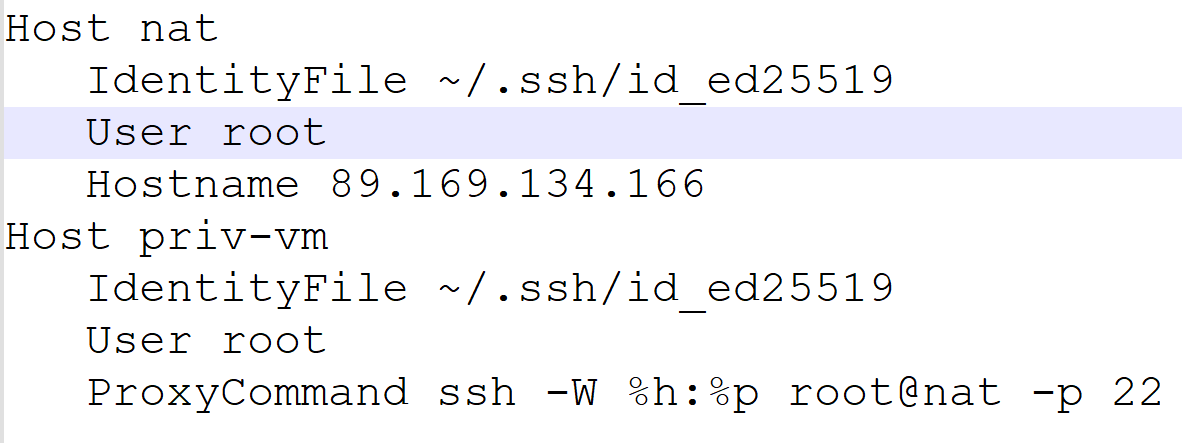 Host nat
IdentityFile ~/.ssh/id_ed25519
User root
Hostname 89.169.134.166
Host priv-vm
IdentityFile ~/.ssh/id_ed25519
User root
ProxyCommand ssh -W %h:%p root@nat -p 22